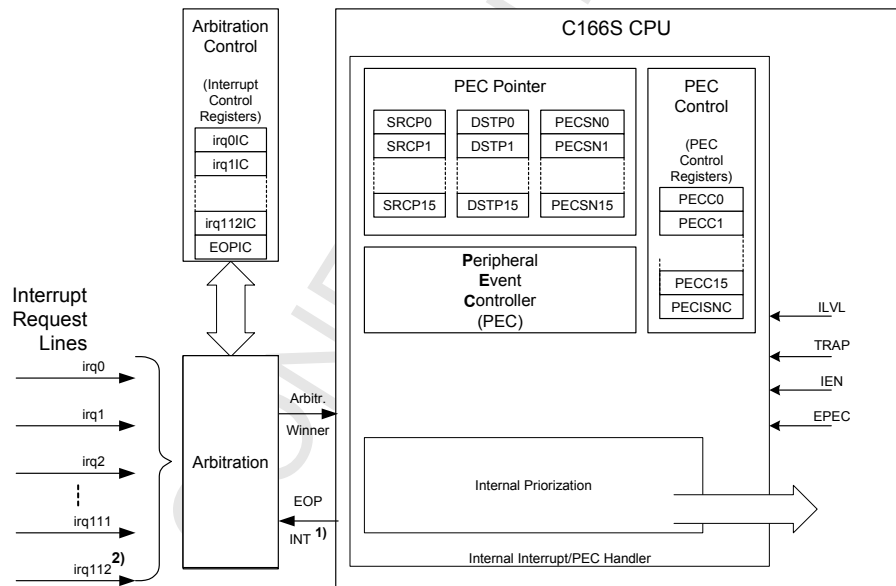 Arbitration
Control
(Interrupt
Control
Registers)
irq0IC
irq1IC
irq112IC
EOPIC
C166S CPU
PEC Pointer
SRCP0
DSTP0
PECSN0
SRCP1
DSTP1
PECSN1
SRCP15
DSTP15
PECSN15
PEC
Control
(PEC
Control
Registers)
PECC0
PECC1
PECC15
PECISNC
Peripheral
Event
Controller
(PEC)
Interrupt
Request
Lines
irq0
irq1
irq2
irq111
irq112 2)
Arbitration
Arbitr.
Winner
EOP
INT 1)
ILVL
TRAP
IEN
EPEC
Internal Priorization
Internal Interrupt/PEC Handler